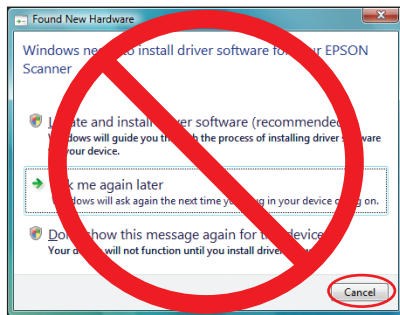 Found New Hardware
Windows need to install driver software for your EPSON
Scanner
Locate and install driver software (recommended)
Windows will guide you through the process of installing driver software
for your device.
Ask me again later
Windows will ask again the next time you plug in your device or log on.
Don't show this message again for this device
Your device will not function until you install driver software.
Cancel